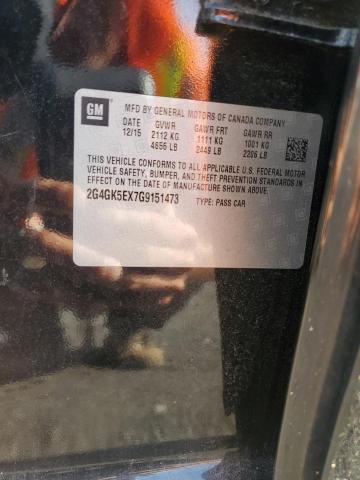 GM
MFD BY GENERAL MOTORS OF CANADA COMPANY
DATE GVWR GAWR FRT GAWR RR
12/15 2112 KG 1111 KG 1001 KG
4656 LB 2449 LB 2206 LB
THIS VEHICLE CONFORMS TO ALL APPLICABLE U.S. FEDERAL MOTOR
VEHICLE SAFETY, BUMPER, AND THEFT PREVENTION STANDARDS
IN EFFECT ON THE DATE OF MANUFACTURE SHOWN ABOVE.
2G4GK5EX7G9151473 TYPE: PASS CAR